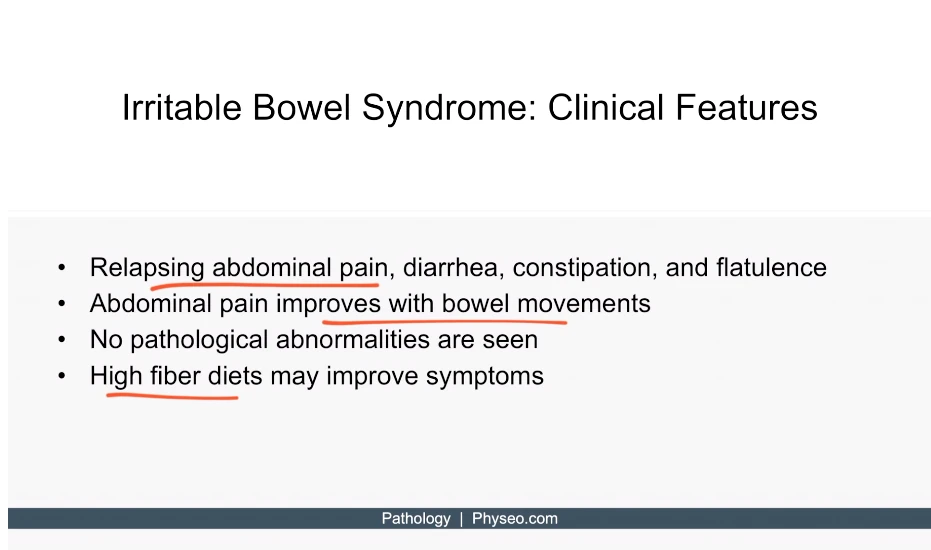 Irritable Bowel Syndrome: Clinical Features
• Relapsing abdominal pain, diarrhea, constipation, and flatulence
• Abdominal pain improves with bowel movements
• No pathological abnormalities are seen
• High fiber diets may improve symptoms
Pathology | Physeo.com